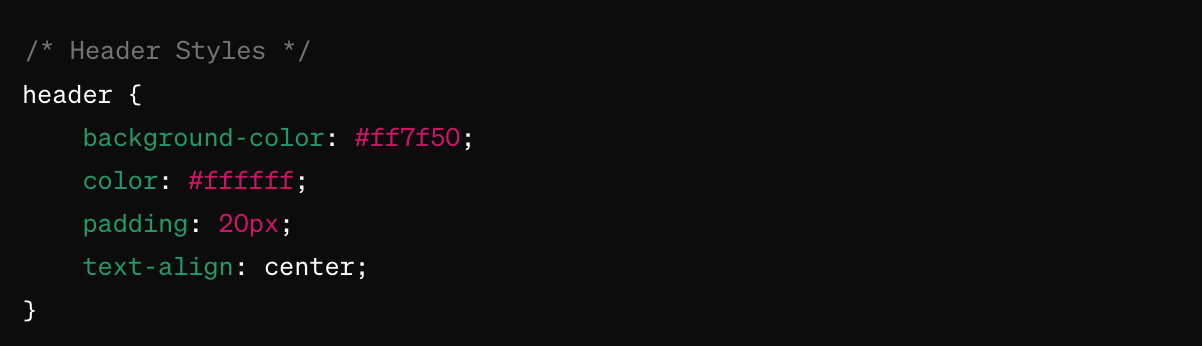 /* Header Styles */
header {
    background-color: #ff7f50;
    color: #ffffff;
    padding: 20px;
    text-align: center;
}